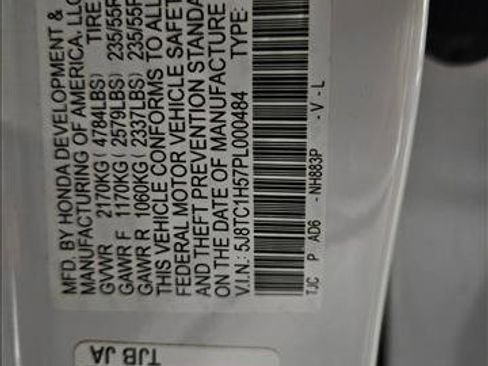 MFD. BY HONDA DEVELOPMENT &
MANUFACTURING OF AMERICA, LLC
TIRE
GVWR 2170KG ( 4784LBS)
GAWR F 1170KG ( 2579LBS) 235/55R
GAWR R 1060KG ( 2337LBS) 235/55R
THIS VEHICLE CONFORMS TO ALL
FEDERAL MOTOR VEHICLE SAFET
AND THEFT PREVENTION STANDA
ON THE DATE OF MANUFACTURE
V.I.N.: 5J8TC1H57PL000484 TYPE:
TJC P AD6 - NH883P - V - L
TJB JA